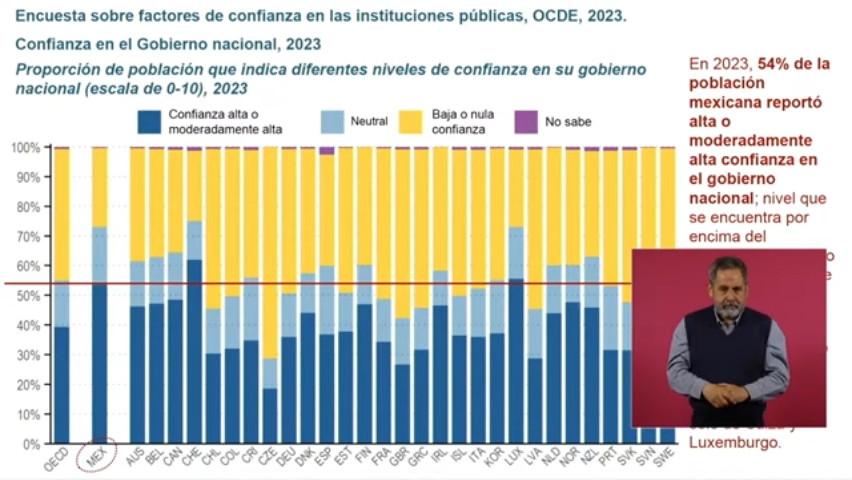 Encuesta sobre factores de confianza en las instituciones públicas, OCDE, 2023.
Confianza en el Gobierno nacional, 2023
Proporción de población que indica diferentes niveles de confianza en su gobierno
nacional (escala de 0-10), 2023
Confianza alta o
moderadamente alta
Neutral
Baja o nula
confianza
No sabe
100%
90%
80%
70%
60%
50%
40%
30%
20%
10%
0%
OECD MEX AUS BEL CAN CHE CHL COL CRI CZE DEU DNK ESP EST FIN FRA GBR GRC IRL ISL ITA KOR LUX LVA NLD NOR NZL PRT SVK SVN SWE
En 2023, 54% de la
población
mexicana reportó
alta o
moderadamente
alta confianza en
el gobierno
nacional; nivel que
se encuentra por
encima del
Luxemburgo.